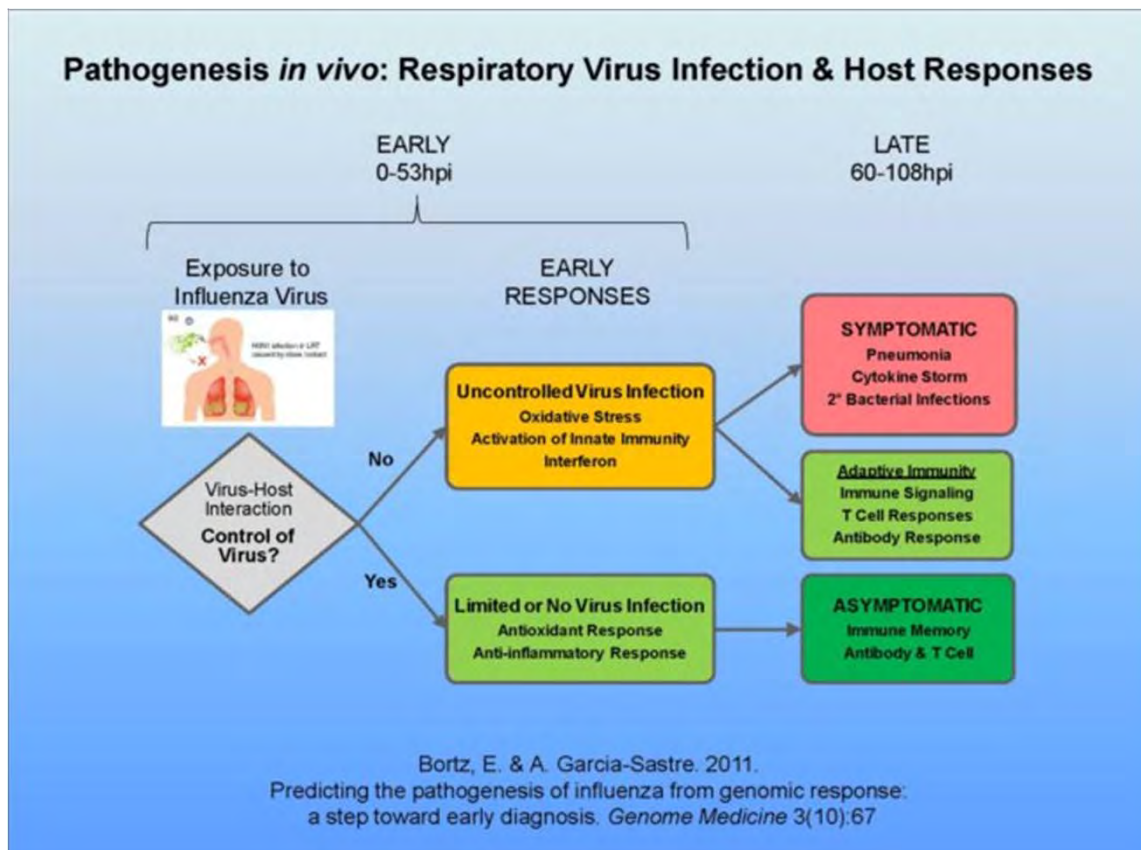 Pathogenesis in vivo: Respiratory Virus Infection & Host Responses
EARLY
0-53hpi
LATE
60-108hpi
Exposure to
Influenza Virus
EARLY
RESPONSES
Virus-Host
Interaction
Control of
Virus?
No
Yes
Uncontrolled Virus Infection
Oxidative Stress
Activation of Innate Immunity
Interferon
Limited or No Virus Infection
Antioxidant Response
Anti-inflammatory Response
SYMPTOMATIC
Pneumonia
Cytokine Storm
2° Bacterial Infections
Adaptive Immunity
Immune Signaling
T Cell Responses
Antibody Response
ASYMPTOMATIC
Immune Memory
Antibody & T Cell
Bortz, E. & A. Garcia-Sastre. 2011.
Predicting the pathogenesis of influenza from genomic response:
a step toward early diagnosis. Genome Medicine 3(10):67